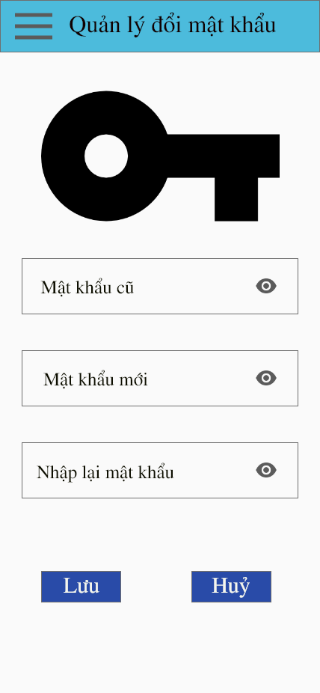 Quản lý đổi mật khẩu
Mật khẩu cũ
Mật khẩu mới
Nhập lại mật khẩu
Lưu
Huỷ